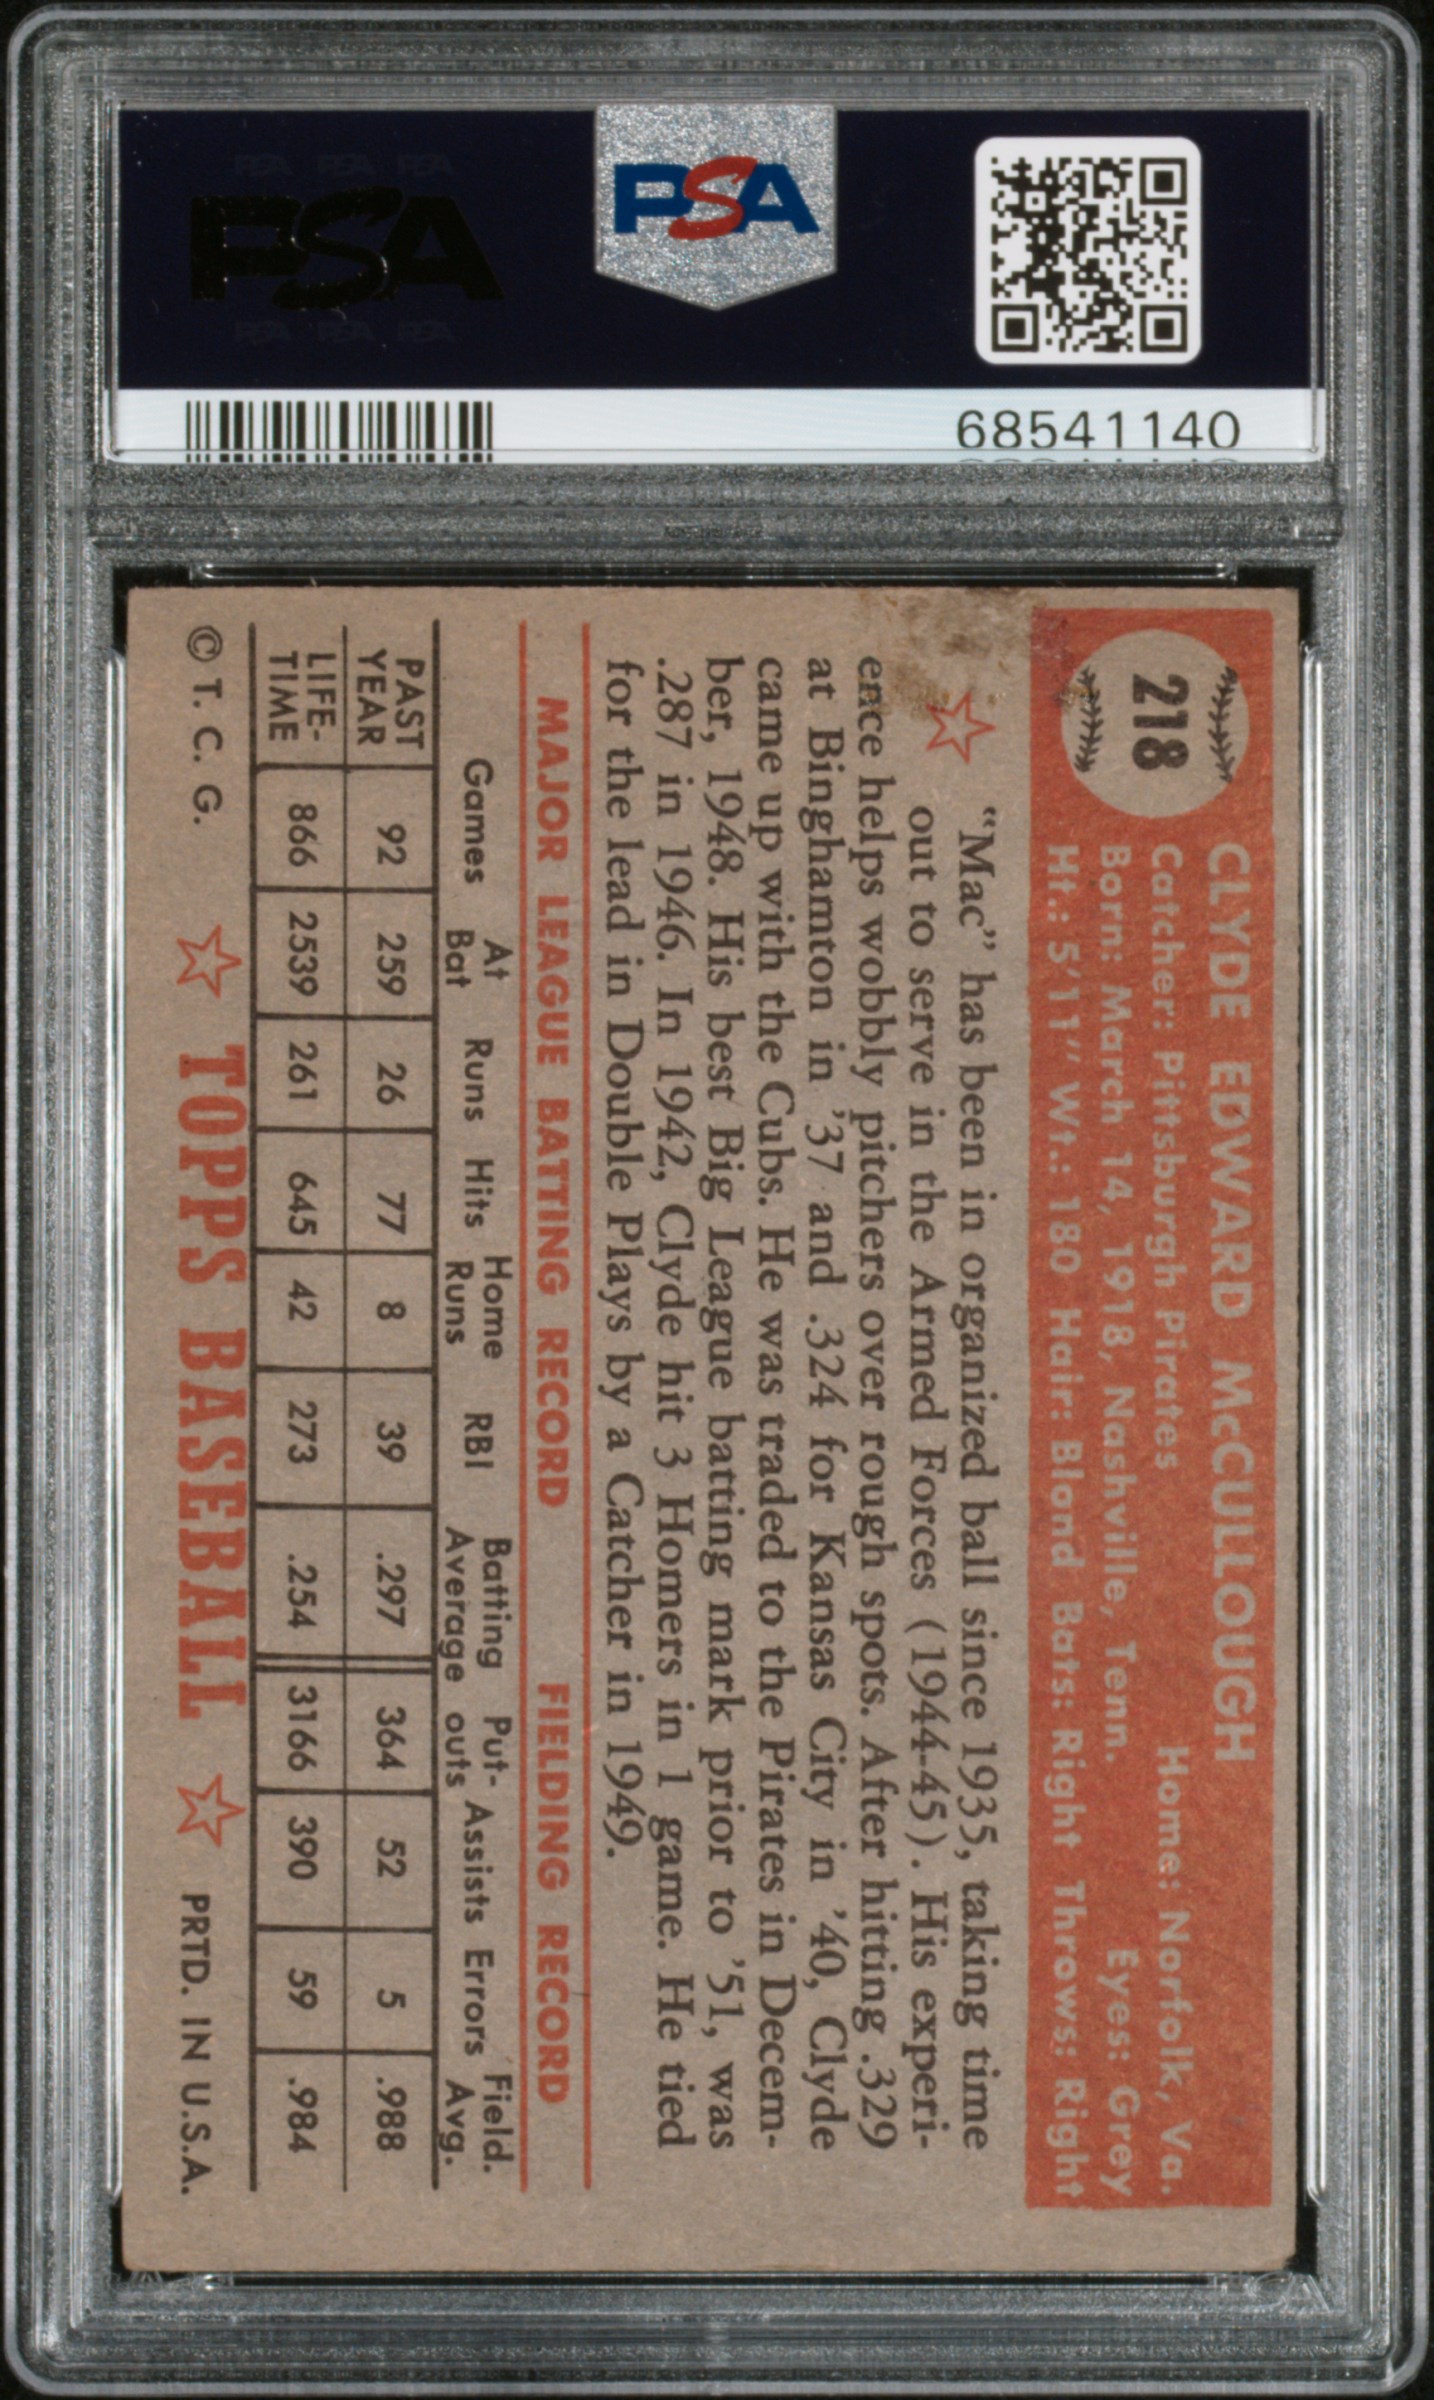 PSA PSA PSA
PSA
PSA PSA PSA
PSA
68541140
218
CLYDE EDWARD McCULLOUGH
Catcher: Pittsburgh Pirates Home: Norfolk, Va.
Born: March 14, 1918, Nashville, Tenn. Eyes: Grey
Ht.: 5'11" Wt.: 180 Hair: Blond Bats: Right Throws: Right
"Mac" has been in organized ball since 1935, taking time
out to serve in the Armed Forces (1944-45). His experi-
ence helps wobbly pitchers over rough spots. After hitting .329
at Binghamton in '37 and .324 for Kansas City in '40, Clyde
came up with the Cubs. He was traded to the Pirates in Decem-
ber, 1948. His best Big League batting mark prior to '51, was
.287 in 1946. In 1942, Clyde hit 3 Homers in 1 game. He tied
for the lead in Double Plays by a Catcher in 1949.
MAJOR LEAGUE BATTING RECORD FIELDING RECORD
Games At Bat Runs Hits Home Runs RBI Batting Average Put-outs Assists Errors Field. Avg.
PAST YEAR 92 259 26 77 8 39 .297 364 52 5 .988
LIFE-TIME 866 2539 261 645 42 273 .254 3166 390 59 .984
© T. C. G. TOPPS BASEBALL PRTD. IN U.S.A.